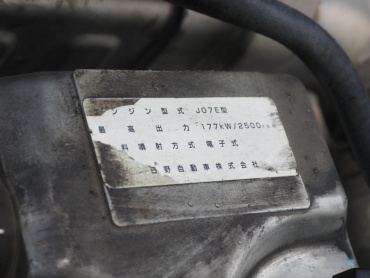 ンジン型式 J07E型
最高出力 177kW/2500
料噴射方式 電子式
日野自動車株式会社